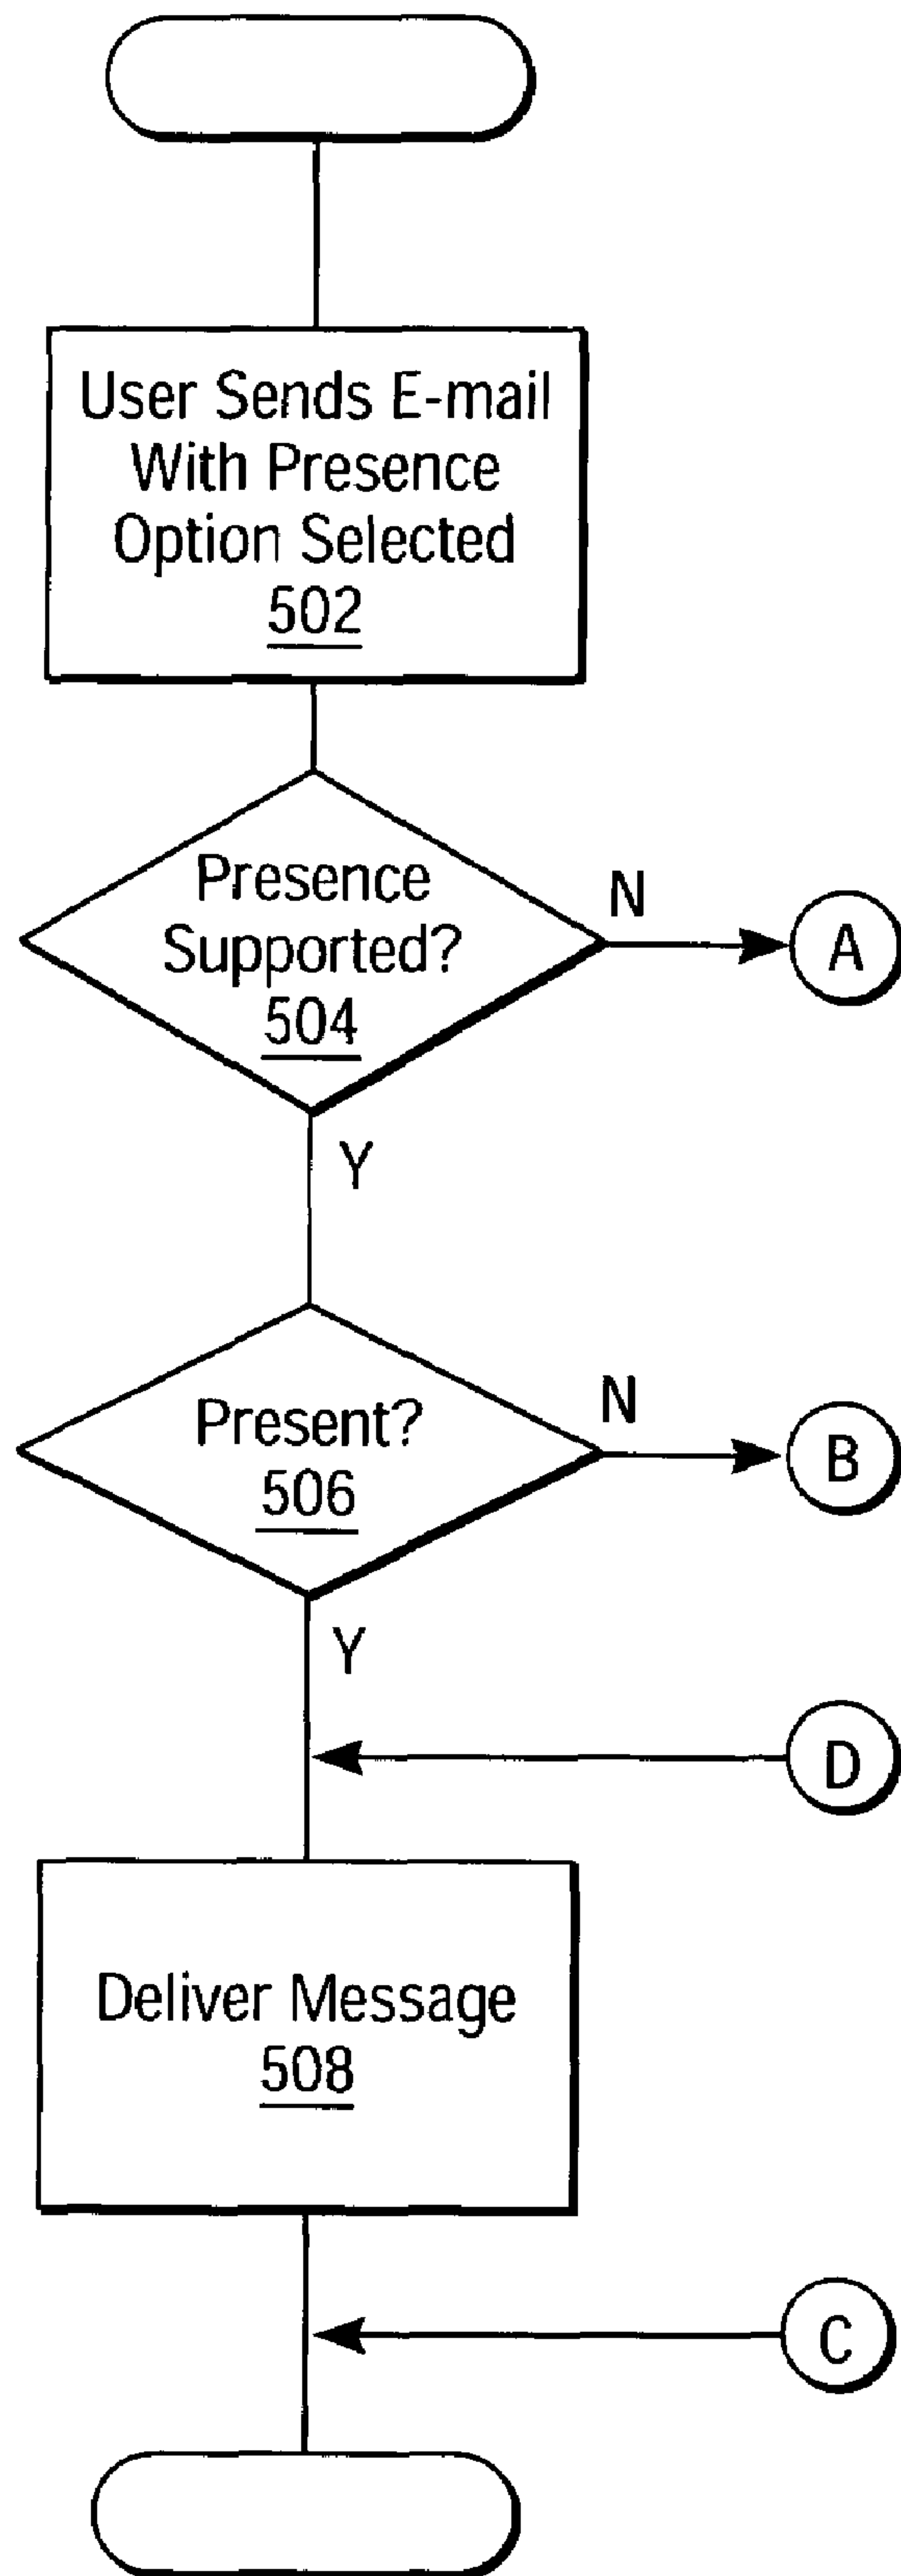 User Sends E-mail
With Presence
Option Selected
502
Presence
Supported?
504
N
A
Y
Present?
506
N
B
Y
D
Deliver Message
508
C